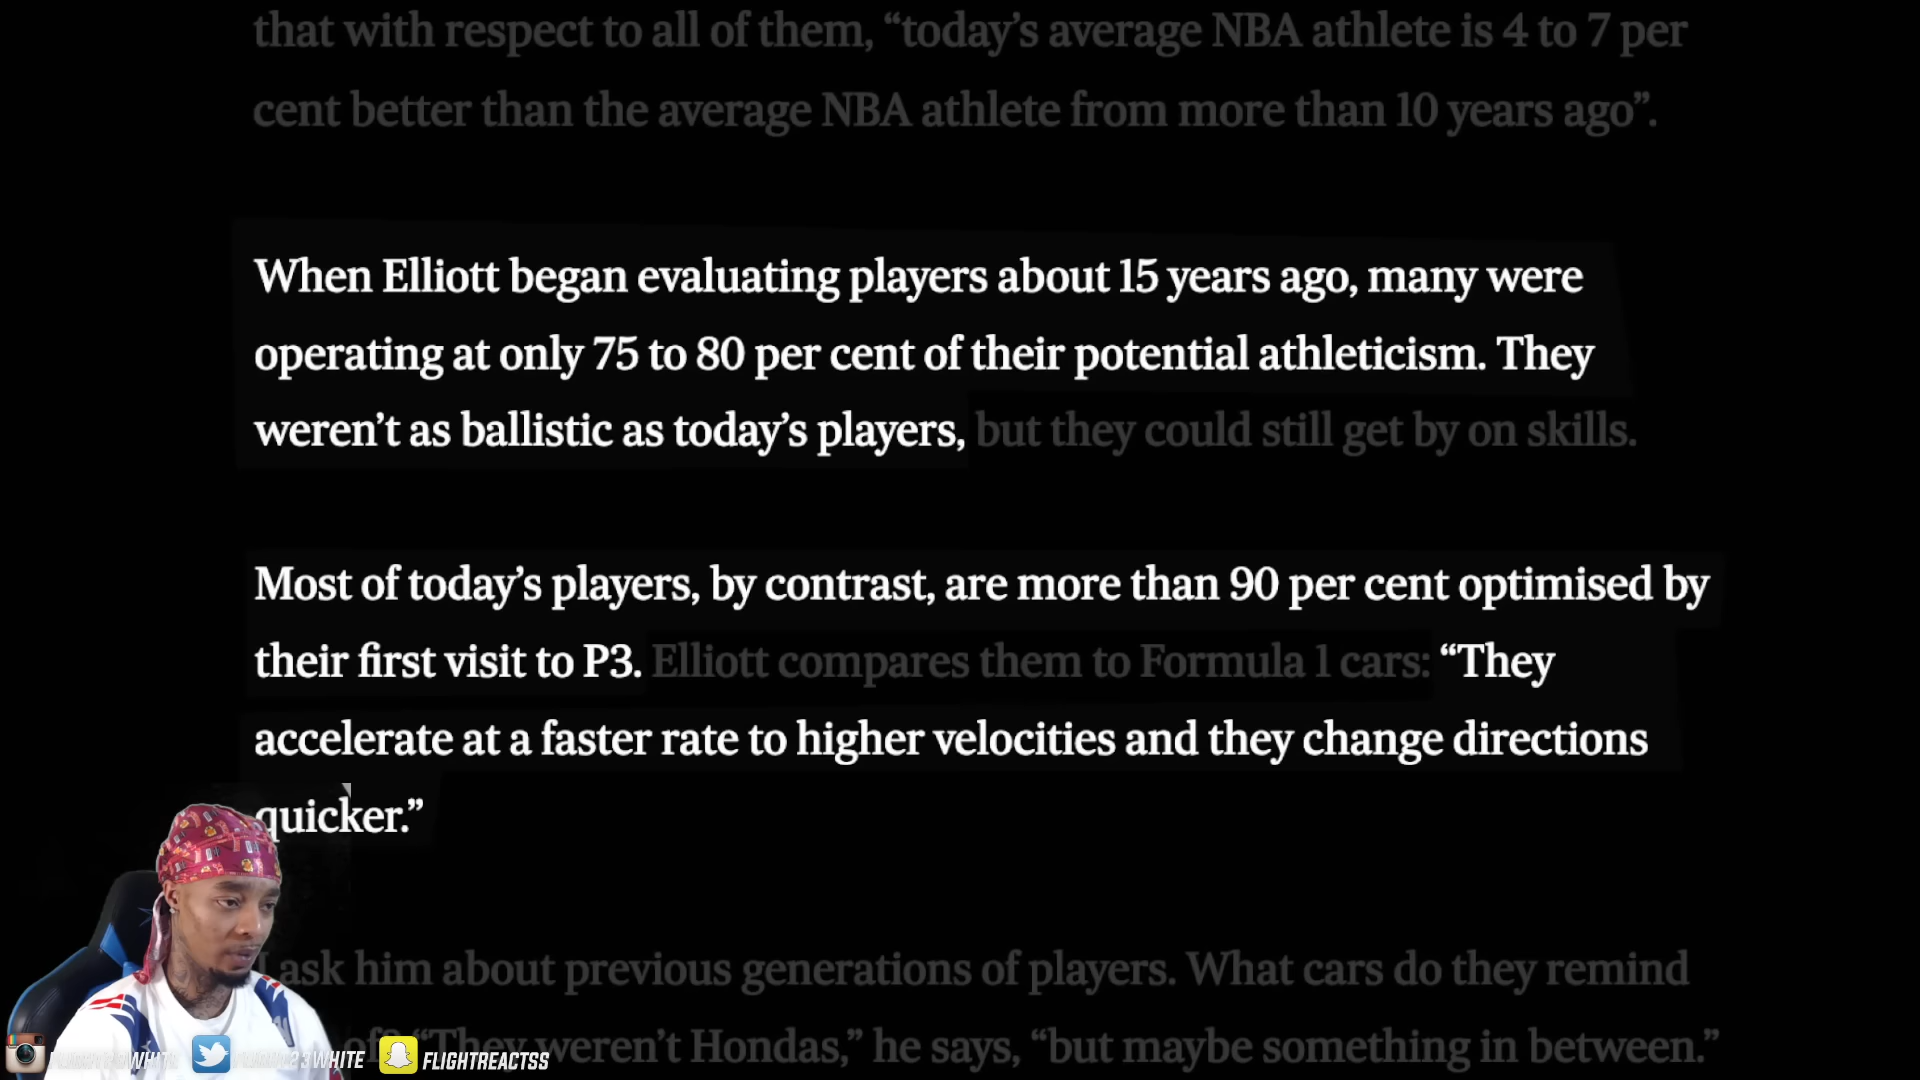 that with respect to all of them, “today’s average NBA athlete is 4 to 7 per
cent better than the average NBA athlete from more than 10 years ago”.
When Elliott began evaluating players about 15 years ago, many were
operating at only 75 to 80 per cent of their potential athleticism. They
weren’t as ballistic as today’s players, but they could still get by on skills.
Most of today’s players, by contrast, are more than 90 per cent optimised by
their first visit to P3. Elliott compares them to Formula 1 cars: “They
accelerate at a faster rate to higher velocities and they change directions
quicker.”
I ask him about previous generations of players. What cars do they remind
of? “They weren’t Hondas,” he says, “but maybe something in between.”
FLIGHTREACTSS